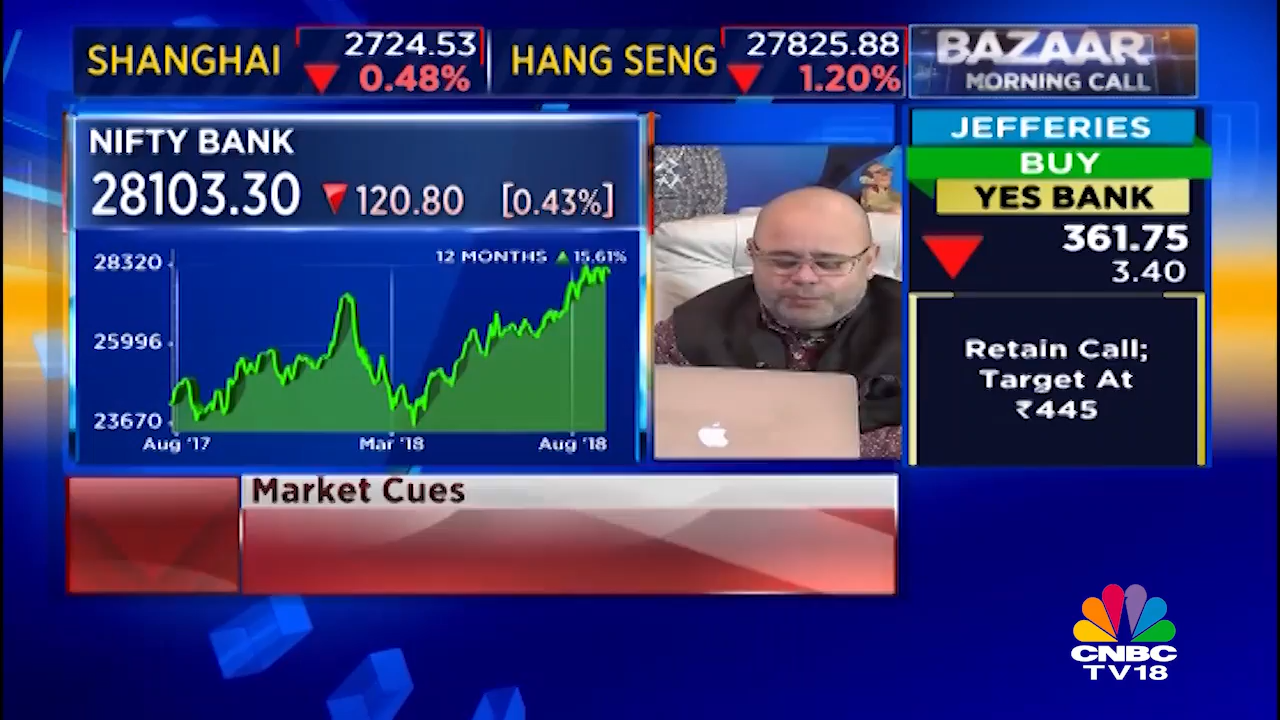 SHANGHAI
2724.53
▼ 0.48%
HANG SENG
27825.88
▼ 1.20%
BAZAAR
MORNING CALL
NIFTY BANK
28103.30 ▼ 120.80 [0.43%]
12 MONTHS ▲ 15.61%
28320
25996
23670
Aug '17 Mar '18 Aug '18
JEFFERIES
BUY
YES BANK
▼ 361.75
3.40
Retain Call;
Target At
₹445
Market Cues
CNBC
TV18